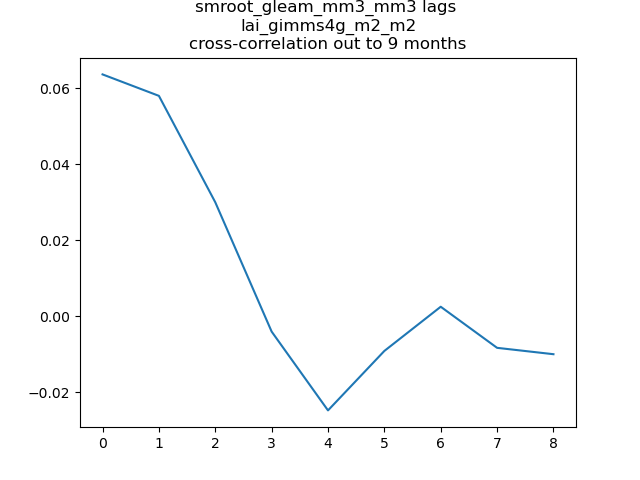 smroot_gleam_mm3_mm3 lags
lai_gimms4g_m2_m2
cross-correlation out to 9 months
0.06
0.04
0.02
0.00
−0.02
0 1 2 3 4 5 6 7 8